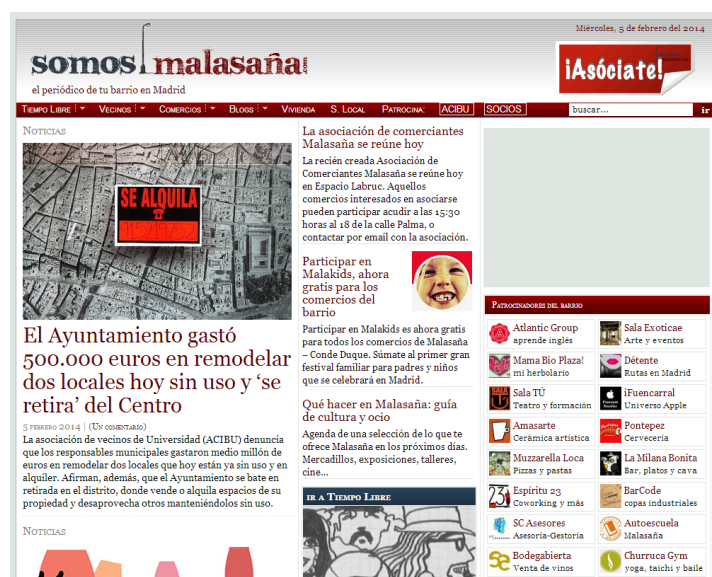 Miércoles, 5 de febrero del 2014
somos malasaña.com
el periódico de tu barrio en Madrid
¡Asóciate!
Tiempo Libre Vecinos Comercios Blogs Vivienda S. Local Patrocina: ACIBU SOCIOS buscar... ir
Noticias
SE ALQUILA
El Ayuntamiento gastó
500.000 euros en remodelar
dos locales hoy sin uso y ‘se
retira’ del Centro
5 febrero 2014 | (Un comentario)
La asociación de vecinos de Universidad (ACIBU) denuncia
que los responsables municipales gastaron medio millón de
euros en remodelar dos locales que hoy están ya sin uso y en
alquiler. Afirman, además, que el Ayuntamiento se bate en
retirada en el distrito, donde vende o alquila espacios de su
propiedad y desaprovecha otros manteniéndolos sin uso.
Noticias
La asociación de comerciantes
Malasaña se reúne hoy
La recién creada Asociación de
Comerciantes Malasaña se reúne hoy
en Espacio Labruc. Aquellos
comercios interesados en asociarse
pueden participar acudir a las 15:30
horas al 18 de la calle Palma, o
contactar por email con la asociación.
Participar en
Malakids, ahora
gratis para los
comercios del
barrio
Participar en Malakids es ahora gratis
para todos los comercios de Malasaña
– Conde Duque. Súmate al primer gran
festival familiar para padres y niños
que se celebrará en Madrid.
Qué hacer en Malasaña: guía
de cultura y ocio
Agenda de una selección de lo que te
ofrece Malasaña en los próximos días.
Mercadillos, exposiciones, talleres,
cine...
ir a Tiempo Libre
Patrocinadores del barrio
Atlantic Group
aprende inglés
Sala Exoticae
Arte y eventos
Mama Bio Plaza!
mi herbolario
Détente
Rutas en Madrid
Sala TÚ
Teatro y formación
iFuencarral
Universo Apple
Amasarte
Cerámica artística
Pontepez
Cervecería
Muzzarella Loca
Pizzas y pastas
La Milana Bonita
Bar, platos y cava
Espíritu 23
Coworking y más
BarCode
copas industriales
SC Asesores
Asesoría-Gestoría
Autoescuela
Malasaña
Bodegabierta
Venta de vinos
Churruca Gym
yoga, taichi y baile